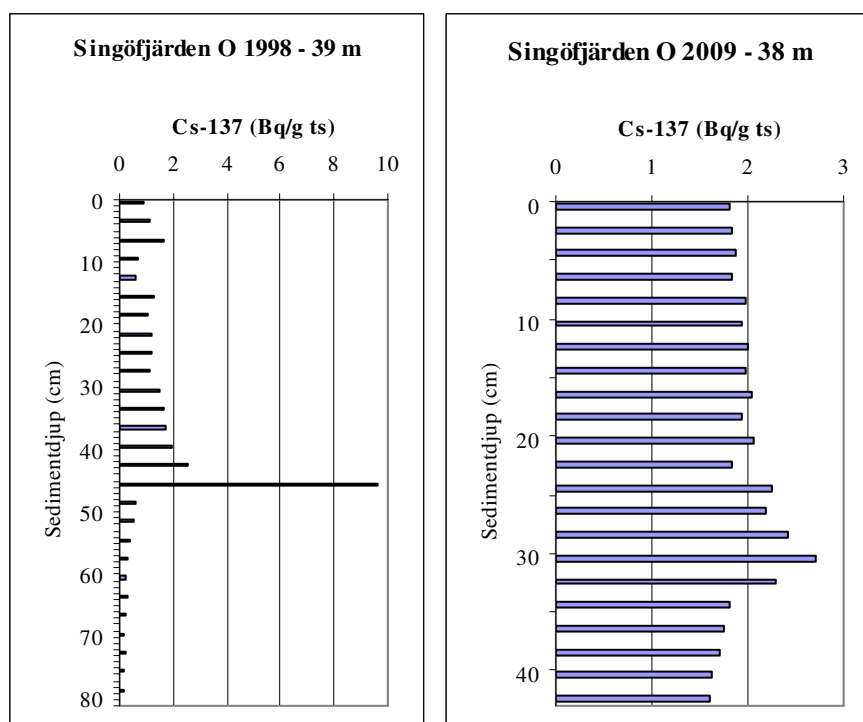 Singöfjärden O 1998 - 39 m
Cs-137 (Bq/g ts)
0 2 4 6 8 10
0
10
20
30
40
50
60
70
80
Sedimentdjup (cm)
Singöfjärden O 2009 - 38 m
Cs-137 (Bq/g ts)
0 1 2 3
0
10
20
30
40
Sedimentdjup (cm)